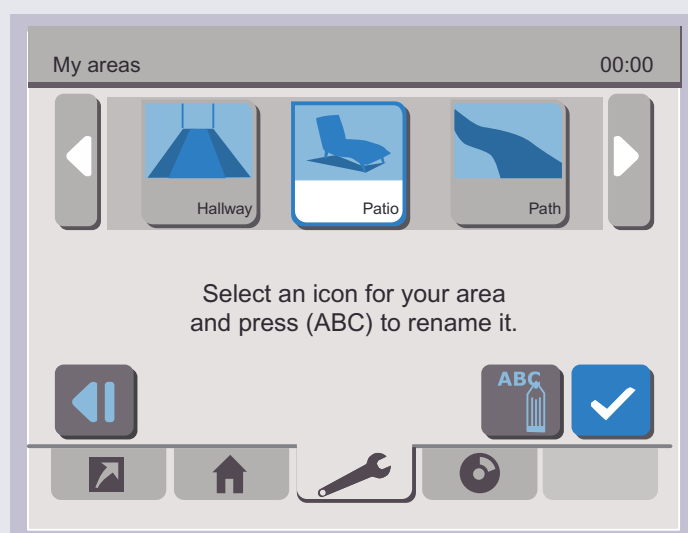 My areas 00:00
Hallway Patio Path
Select an icon for your area
and press (ABC) to rename it.
ABC